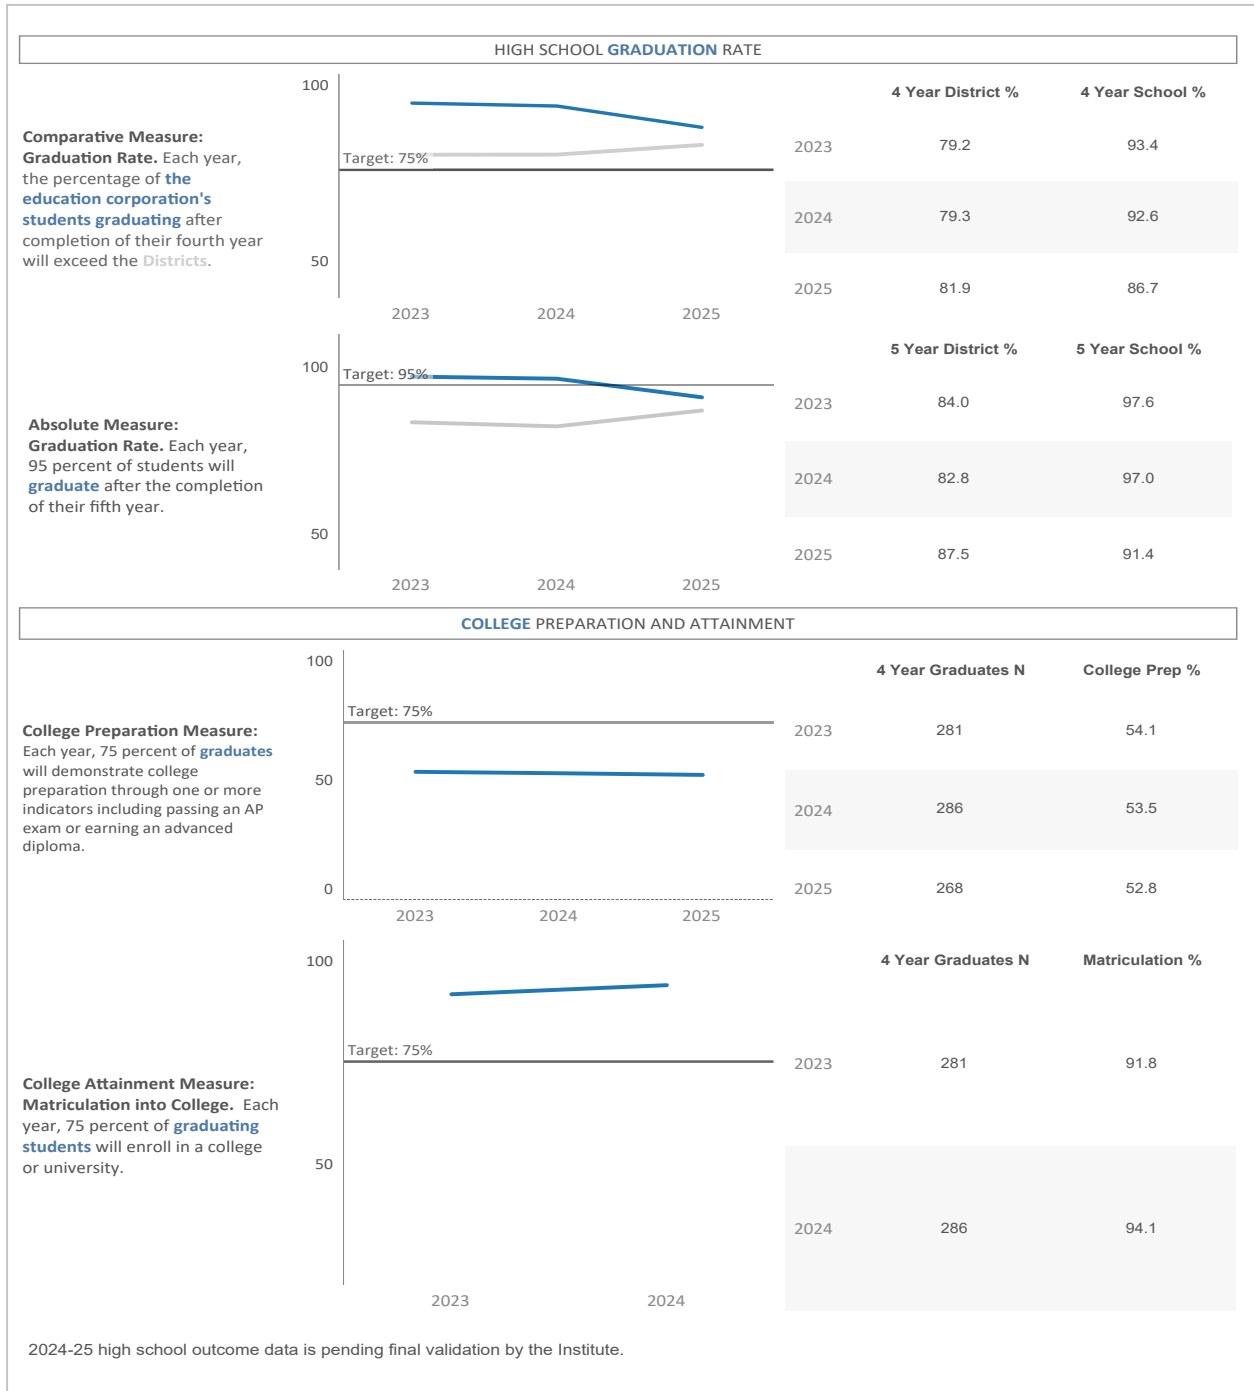 HIGH SCHOOL GRADUATION RATE
Comparative Measure:
Graduation Rate. Each year,
the percentage of the
education corporation's
students graduating after
completion of their fourth year
will exceed the Districts.
100
Target: 75%
50
2023 2024 2025
4 Year District % 4 Year School %
2023 79.2 93.4
2024 79.3 92.6
2025 81.9 86.7
Absolute Measure:
Graduation Rate. Each year,
95 percent of students will
graduate after the completion
of their fifth year.
100
Target: 95%
50
2023 2024 2025
5 Year District % 5 Year School %
2023 84.0 97.6
2024 82.8 97.0
2025 87.5 91.4
COLLEGE PREPARATION AND ATTAINMENT
College Preparation Measure:
Each year, 75 percent of graduates
will demonstrate college
preparation through one or more
indicators including passing an AP
exam or earning an advanced
diploma.
100
Target: 75%
50
0
2023 2024 2025
4 Year Graduates N College Prep %
2023 281 54.1
2024 286 53.5
2025 268 52.8
College Attainment Measure:
Matriculation into College. Each
year, 75 percent of graduating
students will enroll in a college
or university.
100
Target: 75%
50
2023 2024
4 Year Graduates N Matriculation %
2023 281 91.8
2024 286 94.1
2024-25 high school outcome data is pending final validation by the Institute.